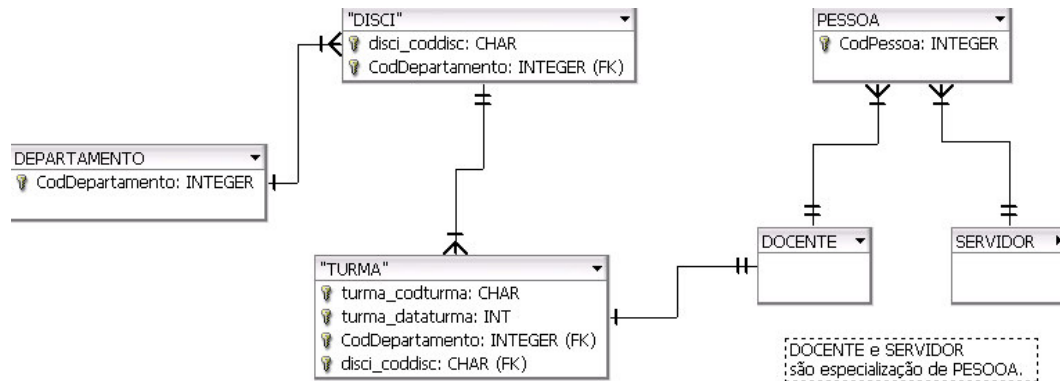 "DISCI"
disci_coddisc: CHAR
CodDepartamento: INTEGER (FK)
PESSOA
CodPessoa: INTEGER
DEPARTAMENTO
CodDepartamento: INTEGER
DOCENTE
SERVIDOR
"TURMA"
turma_codturma: CHAR
turma_dataturma: INT
CodDepartamento: INTEGER (FK)
disci_coddisc: CHAR (FK)
DOCENTE e SERVIDOR
são especialização de PESOOA.